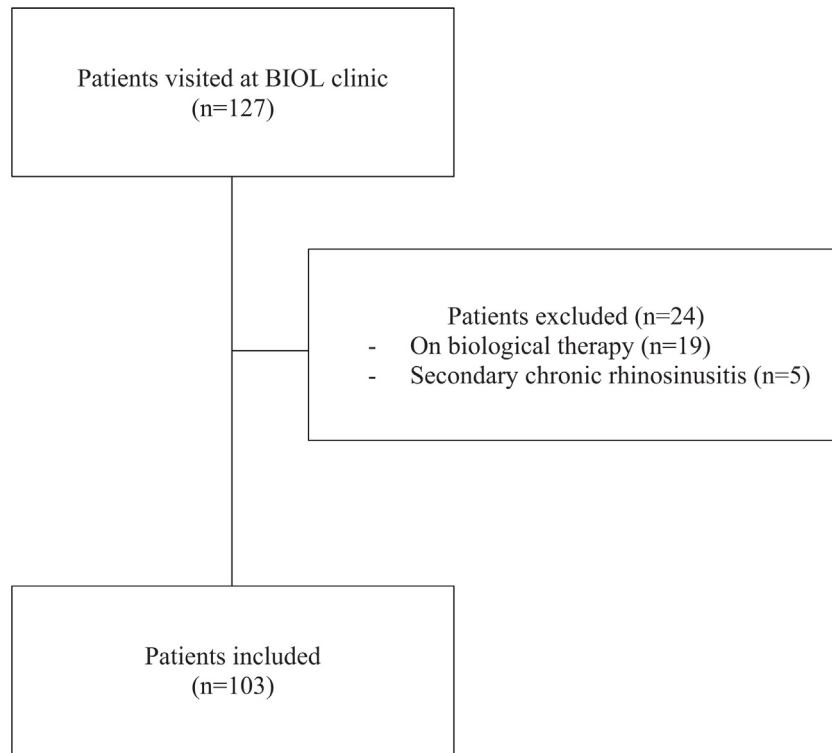 Patients visited at BIOL clinic
(n=127)
Patients excluded (n=24)
- On biological therapy (n=19)
- Secondary chronic rhinosinusitis (n=5)
Patients included
(n=103)